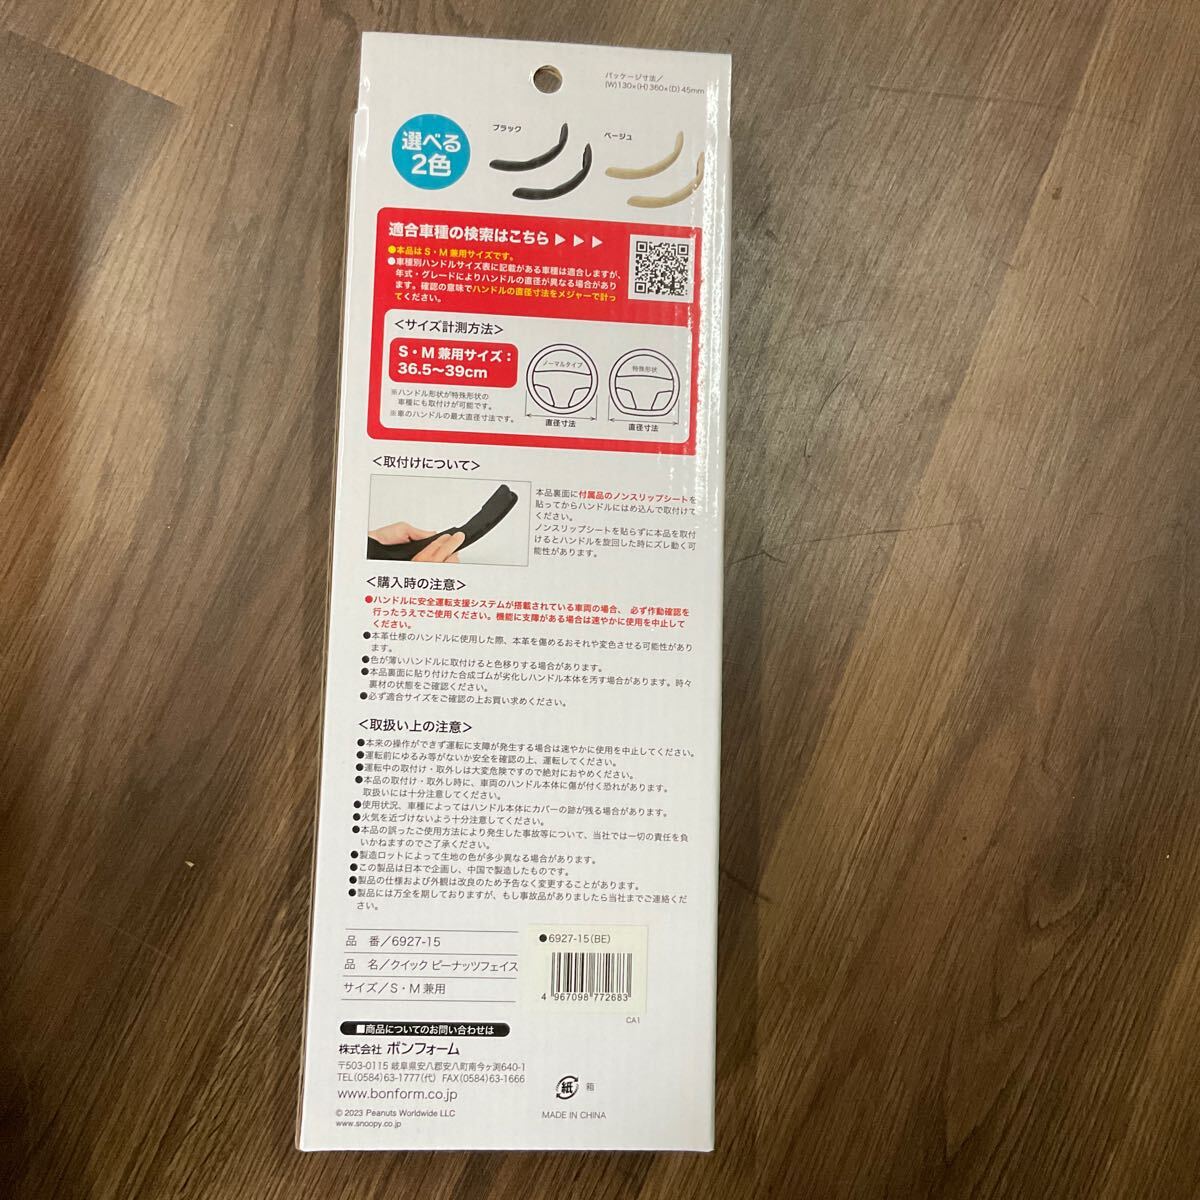 パッケージ寸法／
(W)130×(H)360×(D)45mm
選べる
2色
ブラック
ベージュ
適合車種の検索はこちら ▶ ▶ ▶
●本品はS・M兼用サイズです。
●車種別ハンドルサイズ表に記載がある車種は適合しますが、
年式・グレードによりハンドルの直径が異なる場合があり
ます。確認の意味でハンドルの直径寸法をメジャーで計っ
てください。
＜サイズ計測方法＞
S・M 兼用サイズ：
36.5〜39cm
※ハンドル形状が特殊形状の
車種にも取付けが可能です。
※車のハンドルの最大直径寸法です。
ノーマルタイプ
直径寸法
特殊形状
直径寸法
＜取付けについて＞
本品裏面に付属品のノンスリップシートを
貼ってからハンドルにはめ込んで取付けて
ください。
ノンスリップシートを貼らずに本品を取付
けるとハンドルを旋回した時にズレ動く可
能性があります。
＜購入時の注意＞
●ハンドルに安全運転支援システムが搭載されている車両の場合、必ず作動確認を
行ったうえでご使用ください。機能に支障がある場合は速やかに使用を中止して
ください。
●本革仕様のハンドルに使用した際、本革を傷めるおそれや変色させる可能性があり
ます。
●色が薄いハンドルに取付けると色移りする場合があります。
●本品裏面に貼り付けた合成ゴムが劣化しハンドル本体を汚す場合があります。時々
裏材の状態をご確認ください。
●必ず適合サイズをご確認の上お買い求めください。
＜取扱い上の注意＞
●本来の操作ができず運転に支障が発生する場合は速やかに使用を中止してください。
●運転前にゆるみ等がないか安全を確認の上、運転してください。
●運転中の取付け・取外しは大変危険ですので絶対におやめください。
●本品の取付け・取外し時に、車両のハンドル本体に傷が付く恐れがあります。
取扱いには十分注意してください。
●使用状況、車種によってはハンドル本体にカバーの跡が残る場合があります。
●火気を近づけないよう十分注意してください。
●本品の誤ったご使用方法により発生した事故等について、当社では一切の責任を負
いかねますのでご了承ください。
●製造ロットによって生地の色が多少異なる場合があります。
●この製品は日本で企画し、中国で製造したものです。
●製品の仕様および外観は改良のため予告なく変更することがあります。
●製品には万全を期しておりますが、もし事故品がありましたら当社までご連絡くだ
さい。
品 番／6927-15
品 名／クイック ピーナッツフェイス
サイズ／S・M 兼用
●6927-15(BE)
4 967098 772683
CA1
■商品についてのお問い合わせは
株式会社 ボンフォーム
〒503-0115 岐阜県安八郡安八町南今ヶ渕640-1
TEL(0584)63-1777(代) FAX(0584)63-1666
www.bonform.co.jp
© 2023 Peanuts Worldwide LLC
www.snoopy.co.jp
紙
箱
MADE IN CHINA